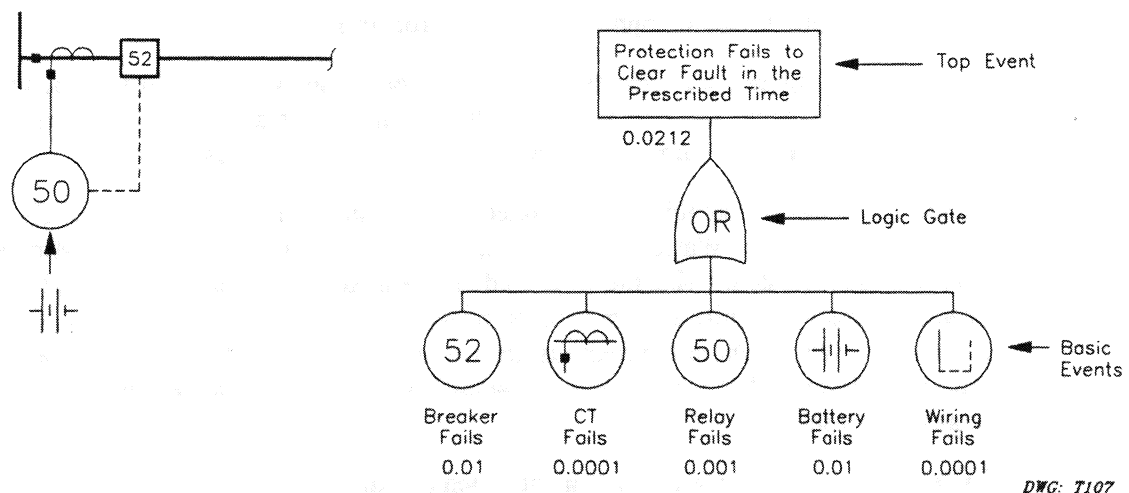 52
50
Protection Fails to
Clear Fault in the
Prescribed Time
Top Event
0.0212
OR
Logic Gate
52
50
Basic
Events
Breaker
Fails
0.01
CT
Fails
0.0001
Relay
Fails
0.001
Battery
Fails
0.01
Wiring
Fails
0.0001
DWG: T107